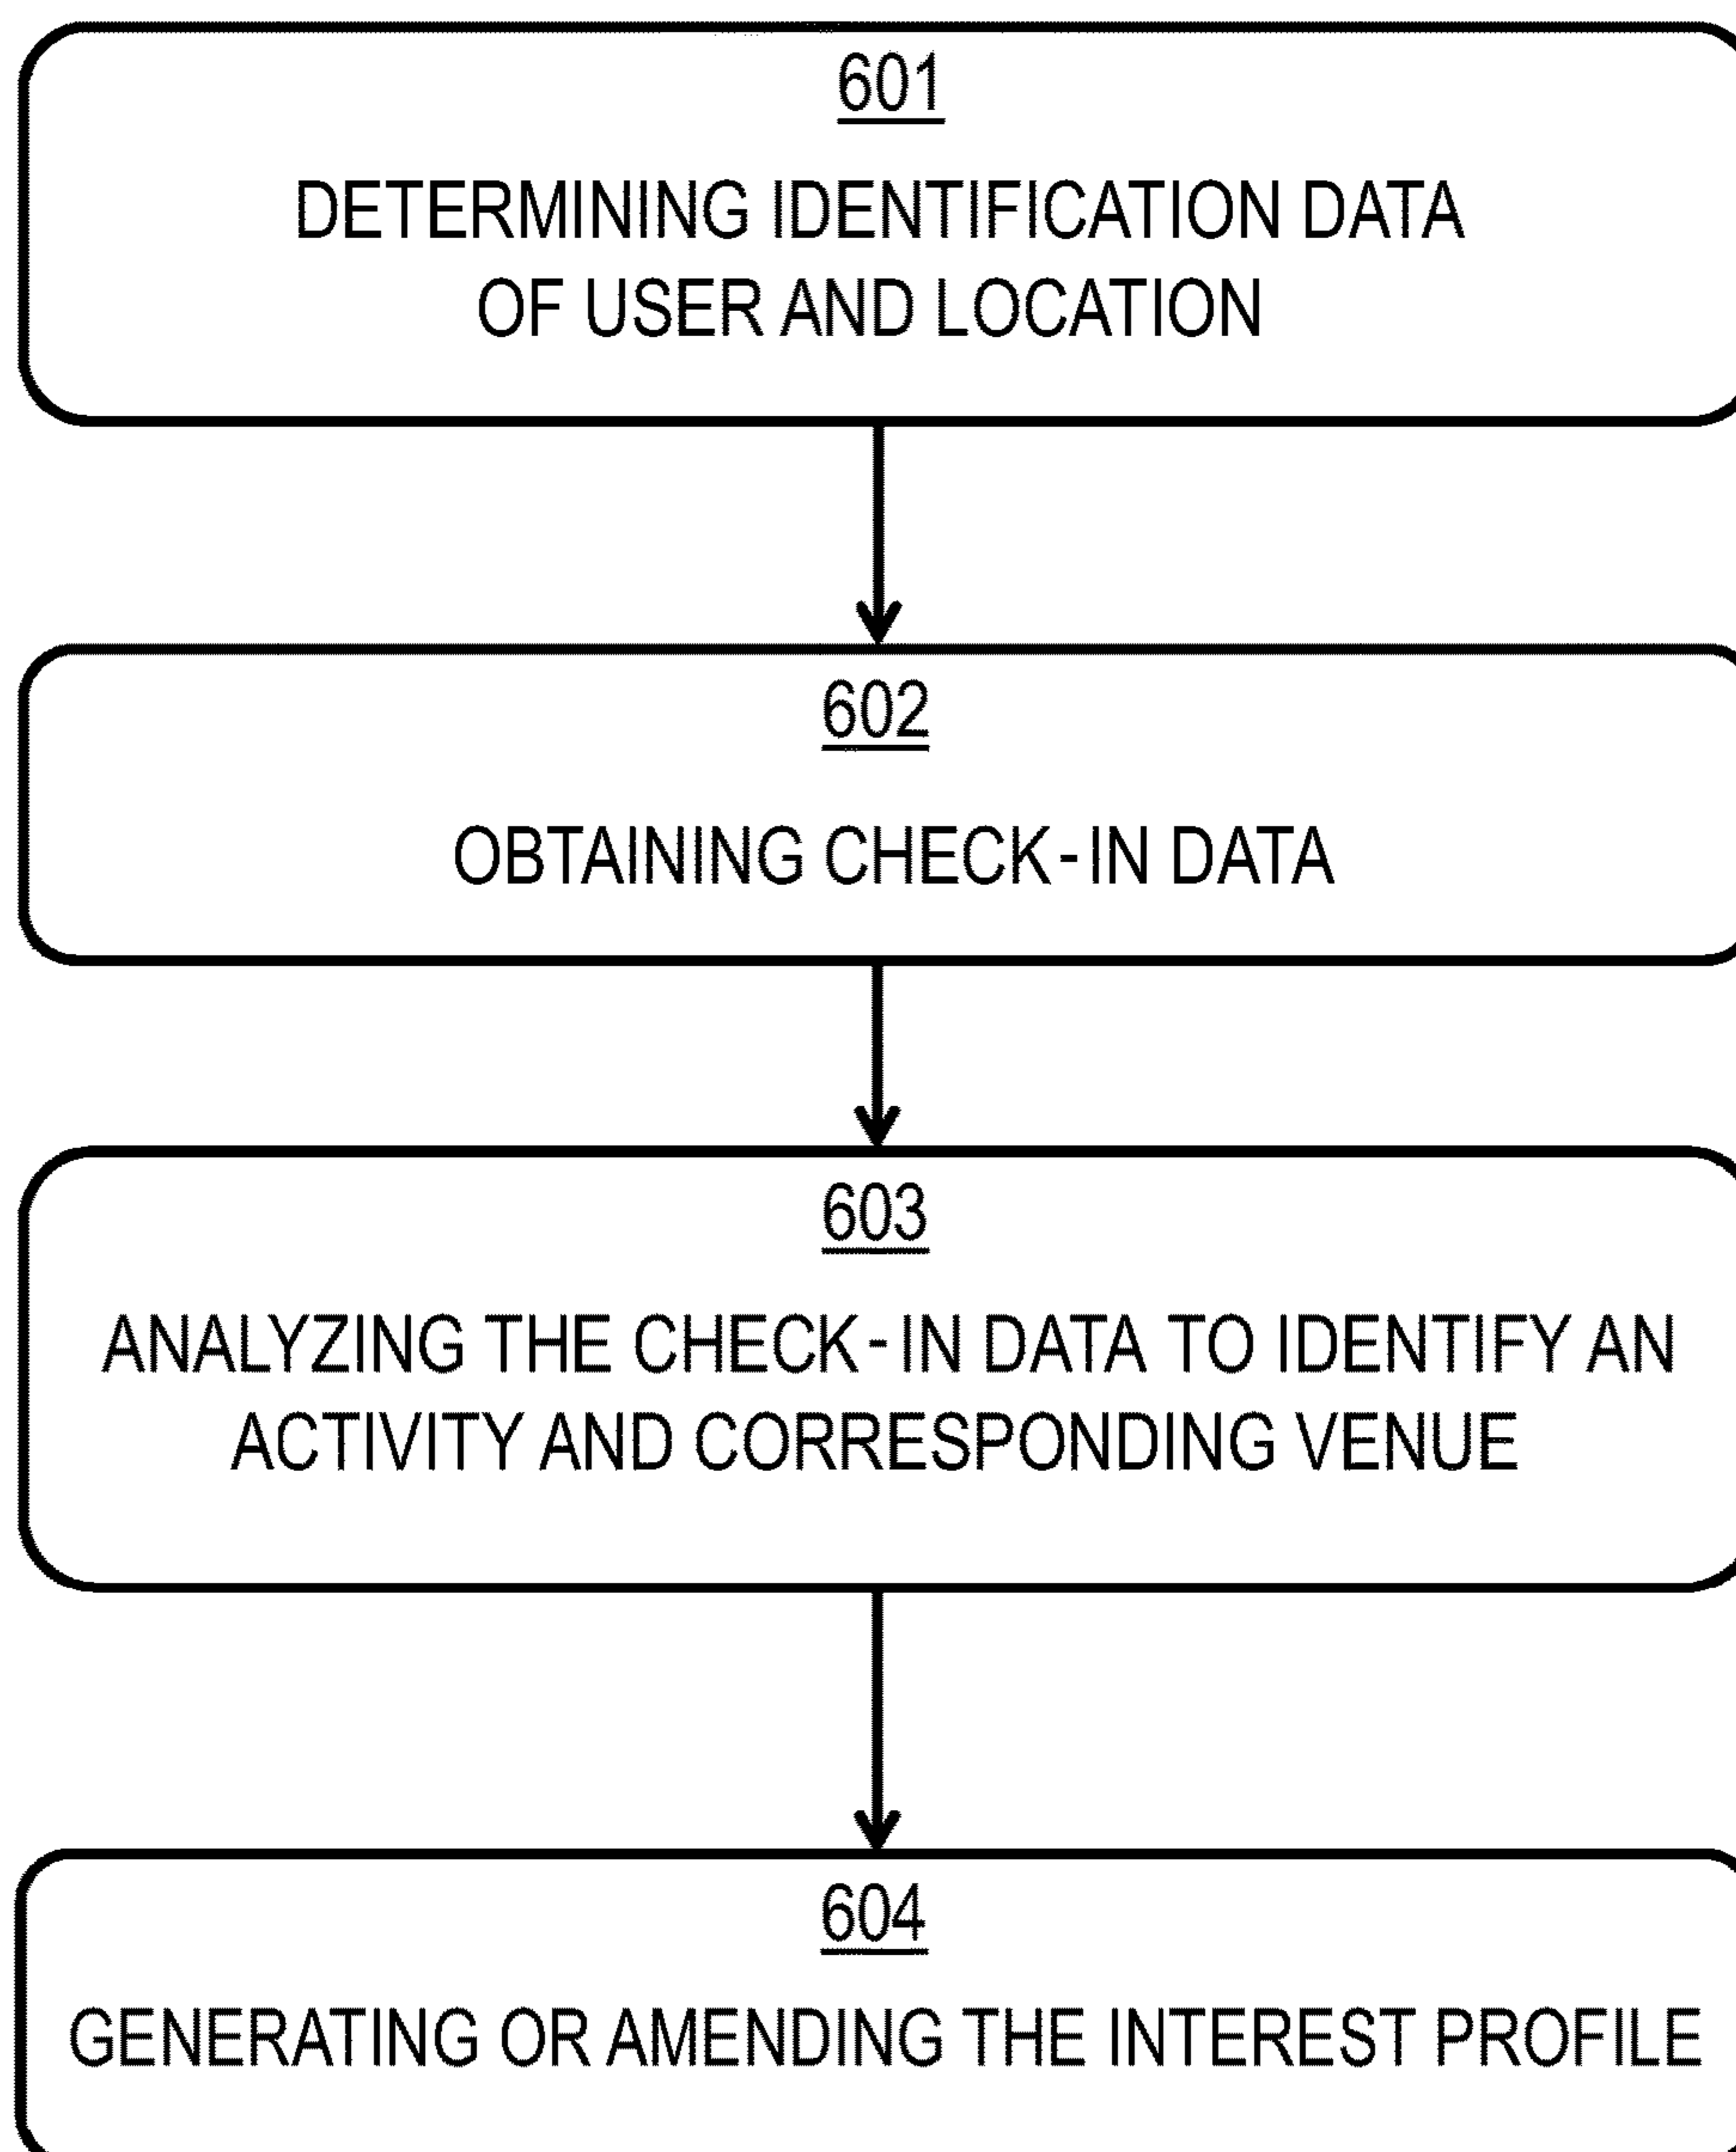 601
DETERMINING IDENTIFICATION DATA
OF USER AND LOCATION
602
OBTAINING CHECK-IN DATA
603
ANALYZING THE CHECK-IN DATA TO IDENTIFY AN
ACTIVITY AND CORRESPONDING VENUE
604
GENERATING OR AMENDING THE INTEREST PROFILE